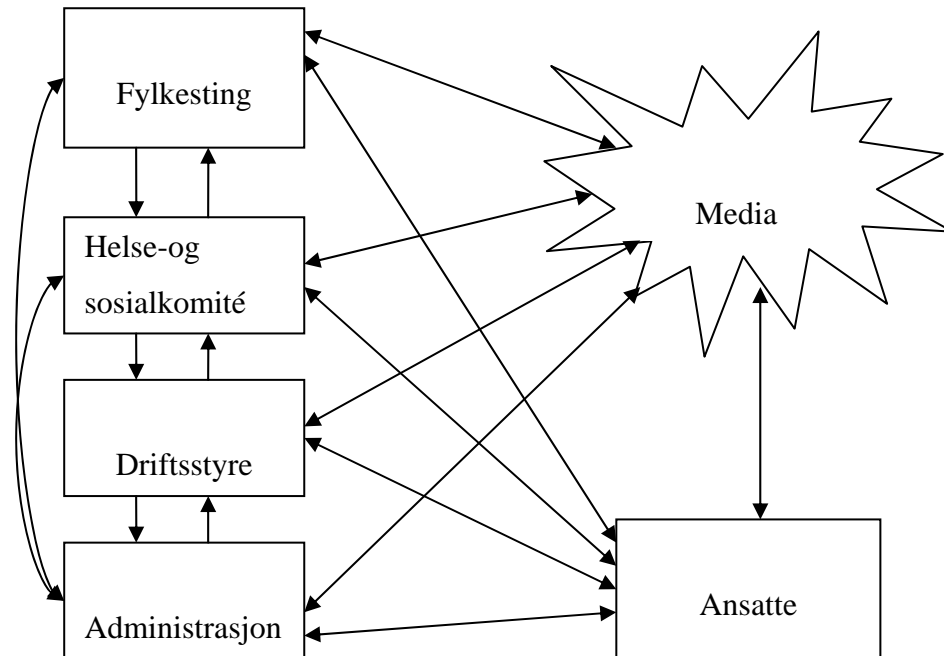 Fylkesting
Media
Helse-og
sosialkomité
Driftsstyre
Ansatte
Administrasjon